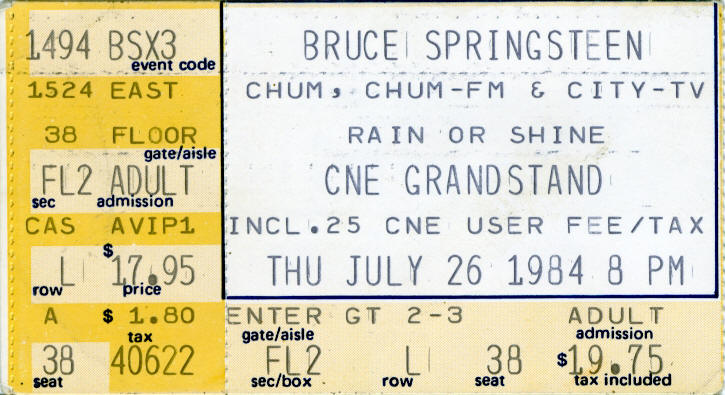 1494 BSX3
event code
1524 EAST
38 FLOOR
gate/aisle
FL2 ADULT
sec admission
CAS AVIP1
L $17.95
row price
A $ 1.80
tax
38 40622
seat
BRUCE SPRINGSTEEN
CHUM, CHUM-FM & CITY-TV
RAIN OR SHINE
CNE GRANDSTAND
INCL.25 CNE USER FEE/TAX
THU JULY 26 1984 8 PM
ENTER GT 2-3 ADULT
gate/aisle admission
FL2 L 38 $19.75
sec/box row seat tax included